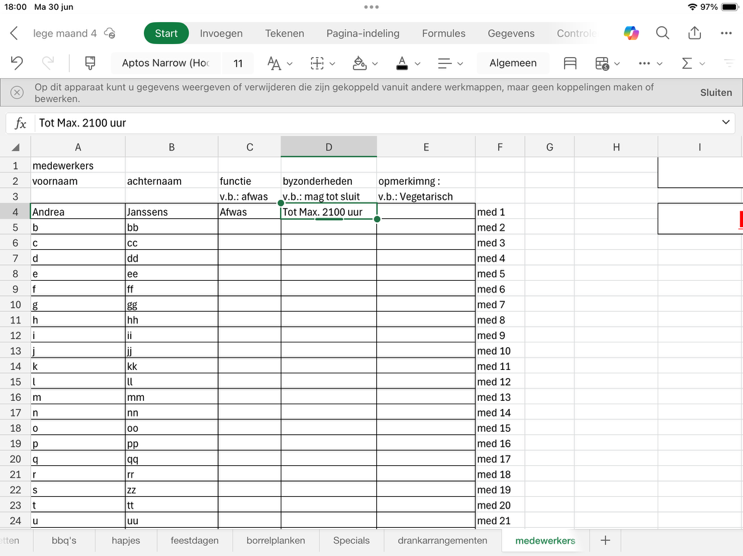 18:00 Ma 30 jun 97%
lege maand 4 Start Invoegen Tekenen Pagina-indeling Formules Gegevens Controle
Aptos Narrow (Hoo 11 A A Algemeen
Op dit apparaat kunt u gegevens weergeven of verwijderen die zijn gekoppeld vanuit andere werkmappen, maar geen koppelingen maken of
bewerken. Sluiten
fx Tot Max. 2100 uur
A B C D E F G H I
1 medewerkers
2 voornaam achternaam functie byzonderheden opmerkimng :
3 v.b.: afwas v.b.: mag tot sluit v.b.: Vegetarisch
4 Andrea Janssens Afwas Tot Max. 2100 uur med 1
5 b bb med 2
6 c cc med 3
7 d dd med 4
8 e ee med 5
9 f ff med 6
10 g gg med 7
11 h hh med 8
12 i ii med 9
13 j jj med 10
14 k kk med 11
15 l ll med 12
16 m mm med 13
17 n nn med 14
18 o oo med 15
19 p pp med 16
20 q qq med 17
21 r rr med 18
22 s zz med 19
23 t tt med 20
24 u uu med 21
tten bbq's hapjes feestdagen borrelplanken Specials drankarrangementen medewerkers